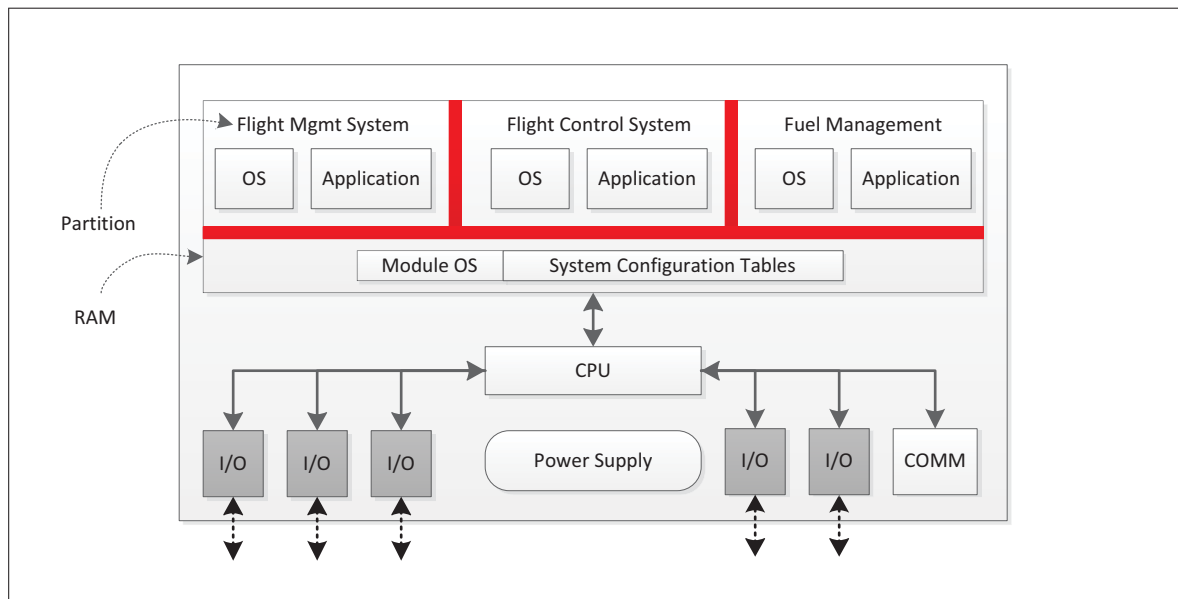 Flight Mgmt System
Flight Control System
Fuel Management
OS
Application
OS
Application
OS
Application
Partition
Module OS
System Configuration Tables
RAM
CPU
I/O
I/O
I/O
Power Supply
I/O
I/O
COMM